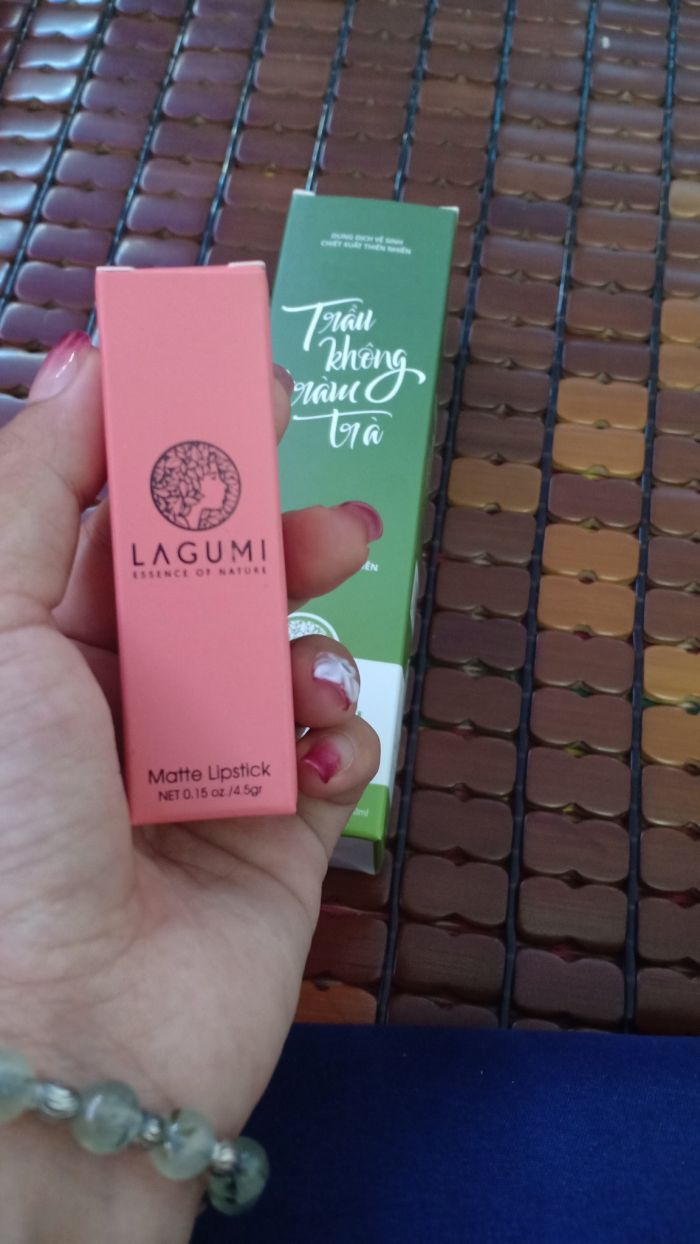 LAGUMI
ESSENCE OF NATURE
Matte Lipstick
NET 0.15 oz./4.5gr
DUNG DỊCH VỆ SINH
CHIẾT XUẤT THIÊN NHIÊN
Trầu
không
tràm
trà